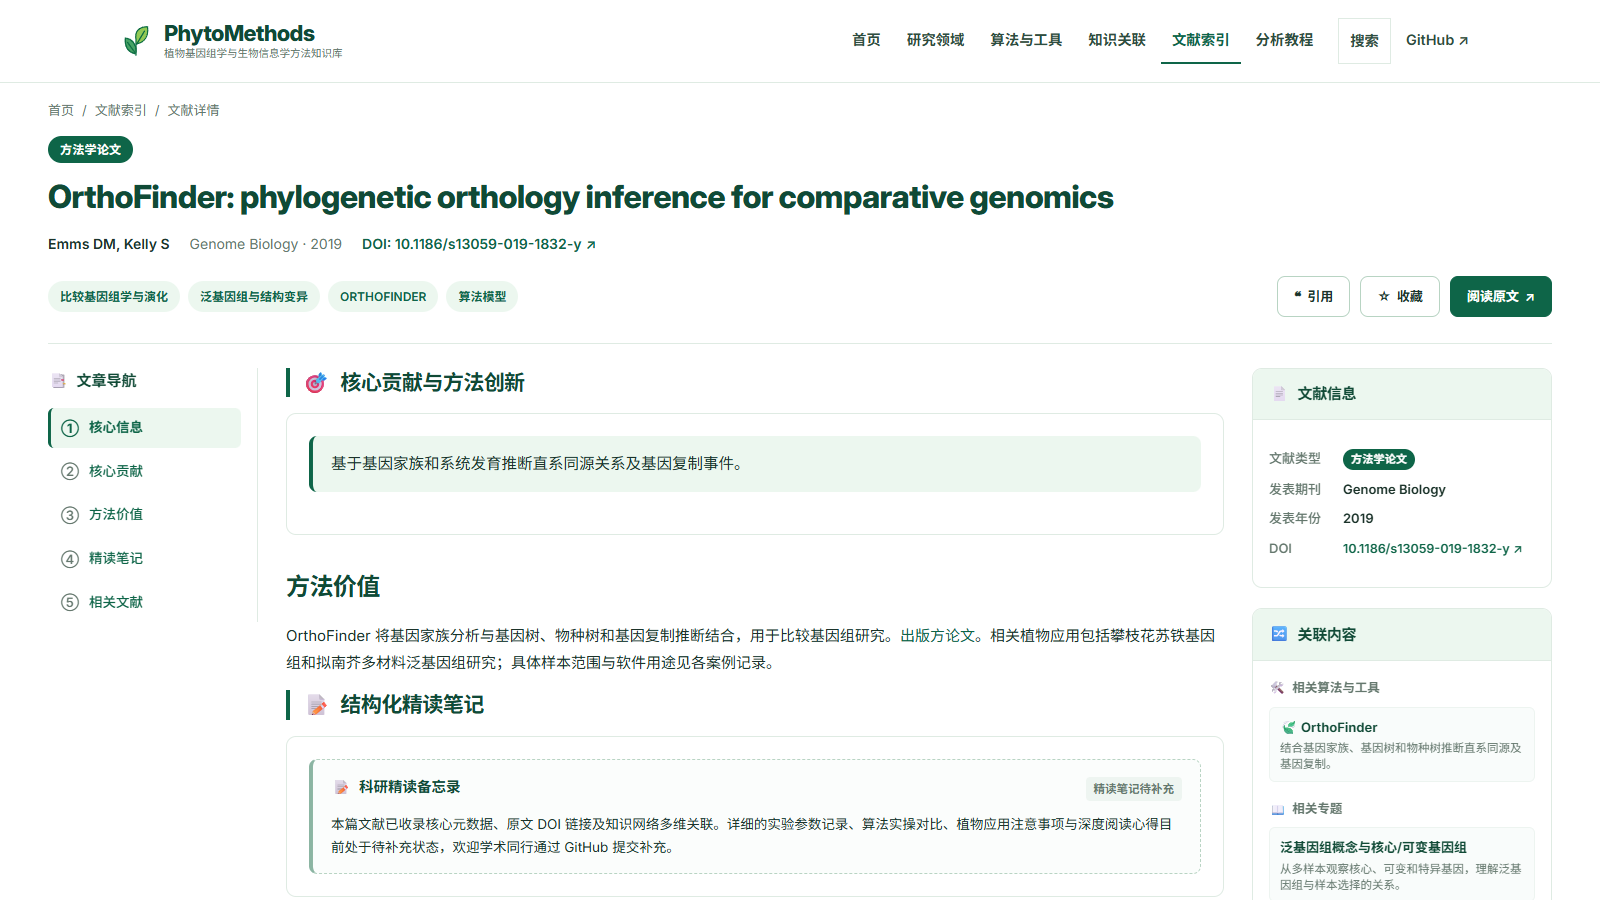 PhytoMethods
植物基因组学与生物信息学方法知识库
首页
研究领域
算法与工具
知识关联
文献索引
分析教程
搜索
GitHub ↗
首页 / 文献索引 / 文献详情
方法学论文
OrthoFinder: phylogenetic orthology inference for comparative genomics
Emms DM, Kelly S
Genome Biology · 2019
DOI: 10.1186/s13059-019-1832-y ↗
比较基因组学与演化
泛基因组与结构变异
ORTHOFINDER
算法模型
❝ 引用
☆ 收藏
阅读原文 ↗
文章导航
① 核心信息
② 核心贡献
③ 方法价值
④ 精读笔记
⑤ 相关文献
核心贡献与方法创新
基于基因家族和系统发育推断直系同源关系及基因复制事件。
方法价值
OrthoFinder 将基因家族分析与基因树、物种树和基因复制推断结合，用于比较基因组研究。出版方论文。相关植物应用包括攀枝花苏铁基因
组和拟南芥多材料泛基因组研究；具体样本范围与软件用途见各案例记录。
结构化精读笔记
科研精读备忘录
精读笔记待补充
本篇文献已收录核心元数据、原文 DOI 链接及知识网络多维关联。详细的实验参数记录、算法实操对比、植物应用注意事项与深度阅读心得目
前处于待补充状态，欢迎学术同行通过 GitHub 提交补充。
文献信息
文献类型 方法学论文
发表期刊 Genome Biology
发表年份 2019
DOI 10.1186/s13059-019-1832-y ↗
关联内容
相关算法与工具
OrthoFinder
结合基因家族、基因树和物种树推断直系同源及
基因复制。
相关专题
泛基因组概念与核心/可变基因组
从多样本观察核心、可变和特异基因，理解泛基
因组与样本选择的关系。